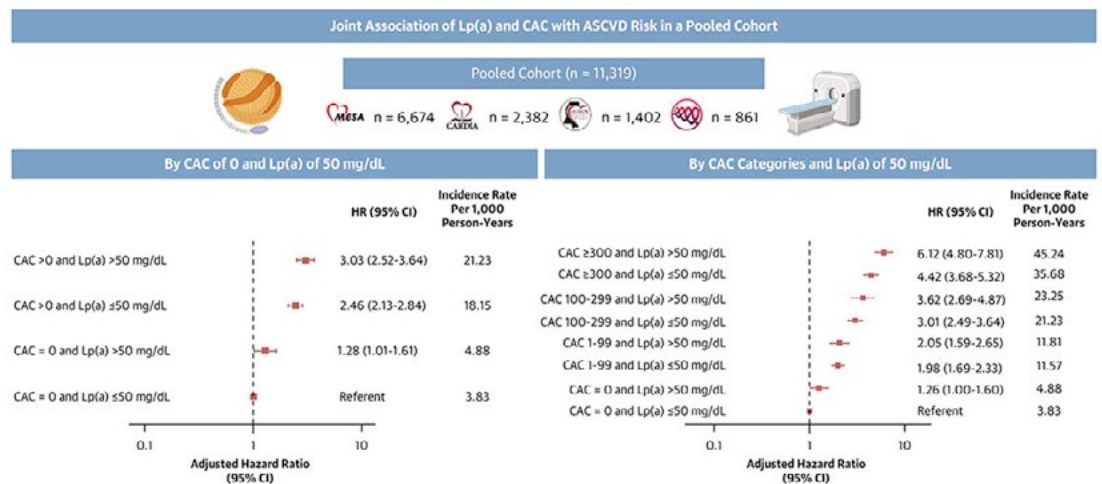 Joint Association of Lp(a) and CAC with ASCVD Risk in a Pooled Cohort
Pooled Cohort (n = 11,319)
MESA n = 6,674 CARDIA n = 2,382 n = 1,402 n = 861
By CAC of 0 and Lp(a) of 50 mg/dL
HR (95% CI) Incidence Rate Per 1,000 Person-Years
CAC >0 and Lp(a) >50 mg/dL 3.03 (2.52-3.64) 21.23
CAC >0 and Lp(a) ≤50 mg/dL 2.46 (2.13-2.84) 18.15
CAC = 0 and Lp(a) >50 mg/dL 1.28 (1.01-1.61) 4.88
CAC = 0 and Lp(a) ≤50 mg/dL Referent 3.83
0.1 1 10
Adjusted Hazard Ratio
(95% CI)
By CAC Categories and Lp(a) of 50 mg/dL
HR (95% CI) Incidence Rate Per 1,000 Person-Years
CAC ≥300 and Lp(a) >50 mg/dL 6.12 (4.80-7.81) 45.24
CAC ≥300 and Lp(a) ≤50 mg/dL 4.42 (3.68-5.32) 35.68
CAC 100-299 and Lp(a) >50 mg/dL 3.62 (2.69-4.87) 23.25
CAC 100-299 and Lp(a) ≤50 mg/dL 3.01 (2.49-3.64) 21.23
CAC 1-99 and Lp(a) >50 mg/dL 2.05 (1.59-2.65) 11.81
CAC 1-99 and Lp(a) ≤50 mg/dL 1.98 (1.69-2.33) 11.57
CAC = 0 and Lp(a) >50 mg/dL 1.26 (1.00-1.60) 4.88
CAC = 0 and Lp(a) ≤50 mg/dL Referent 3.83
0.1 1 10
Adjusted Hazard Ratio
(95% CI)